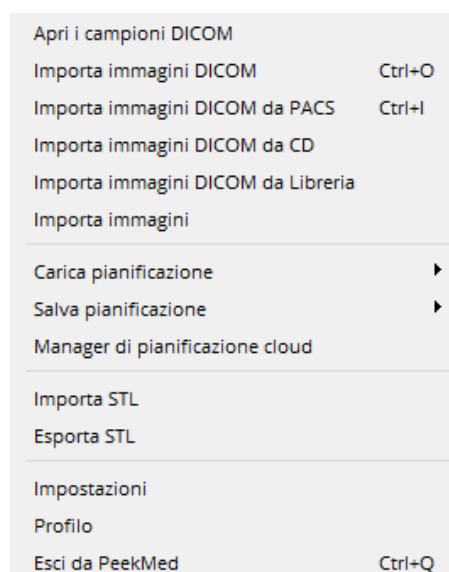 Apri i campioni DICOM
Importa immagini DICOM Ctrl+O
Importa immagini DICOM da PACS Ctrl+I
Importa immagini DICOM da CD
Importa immagini DICOM da Libreria
Importa immagini
Carica pianificazione
Salva pianificazione
Manager di pianificazione cloud
Importa STL
Esporta STL
Impostazioni
Profilo
Esci da PeekMed Ctrl+Q